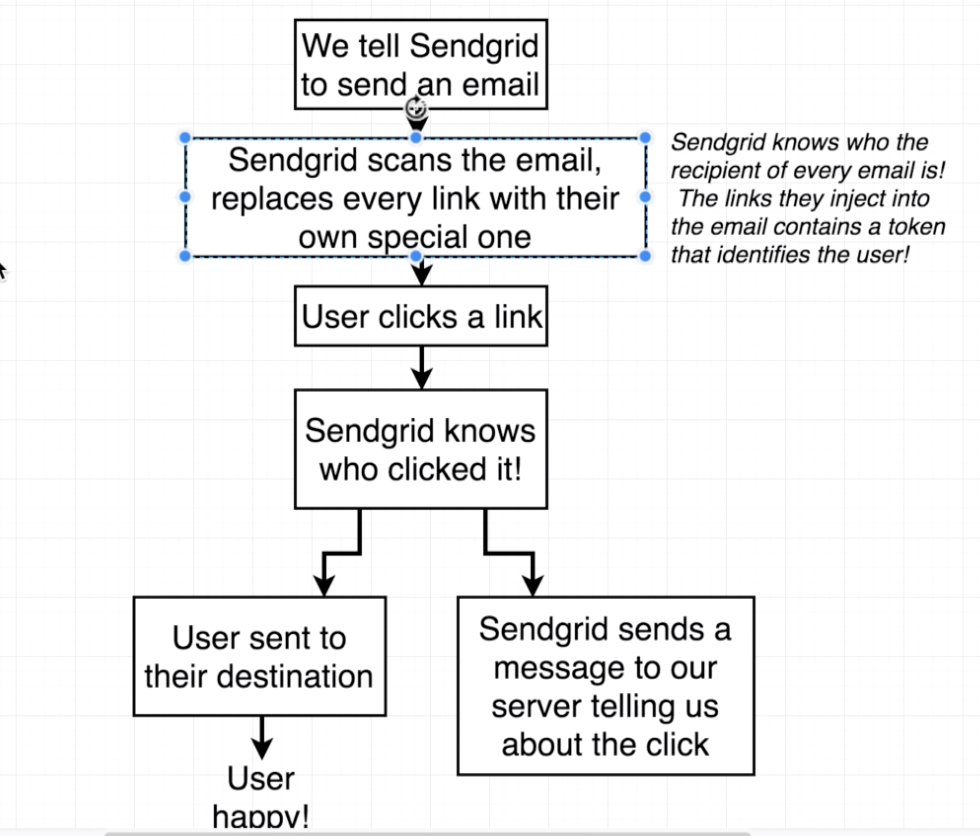 We tell Sendgrid
to send an email
Sendgrid scans the email,
replaces every link with their
own special one
Sendgrid knows who the
recipient of every email is!
The links they inject into
the email contains a token
that identifies the user!
User clicks a link
Sendgrid knows
who clicked it!
User sent to
their destination
Sendgrid sends a
message to our
server telling us
about the click
User
happy!